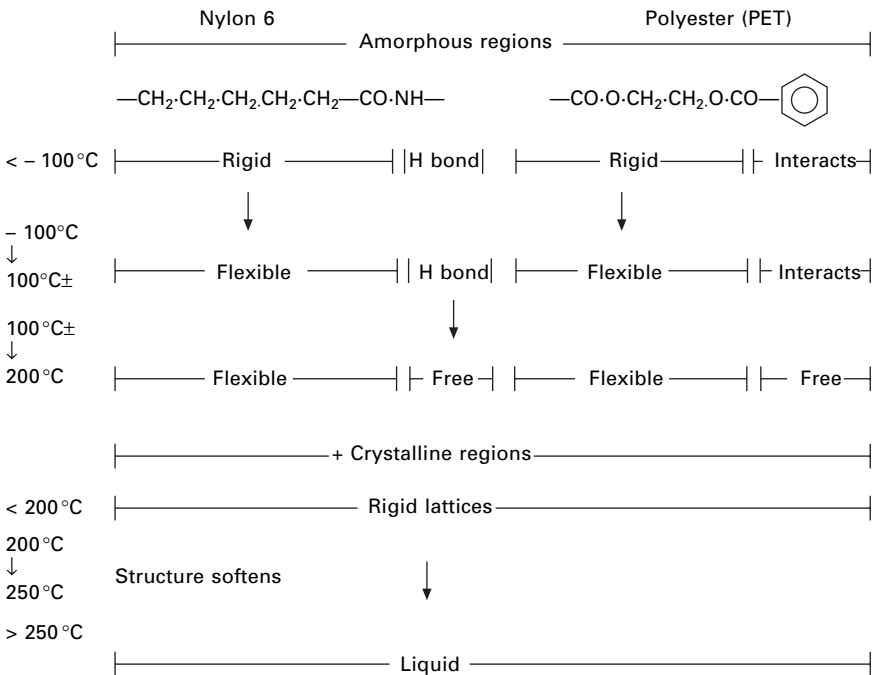 Nylon 6 Polyester (PET)
Amorphous regions
—CH₂·CH₂·CH₂.CH₂·CH₂—CO·NH— —CO·O·CH₂·CH₂.O·CO—
< – 100°C Rigid H bond Rigid Interacts
– 100°C
↓
100°C± Flexible H bond Flexible Interacts
100°C±
↓
200°C Flexible Free Flexible Free
+ Crystalline regions
< 200°C Rigid lattices
200°C
↓
Structure softens
250°C
> 250°C
Liquid